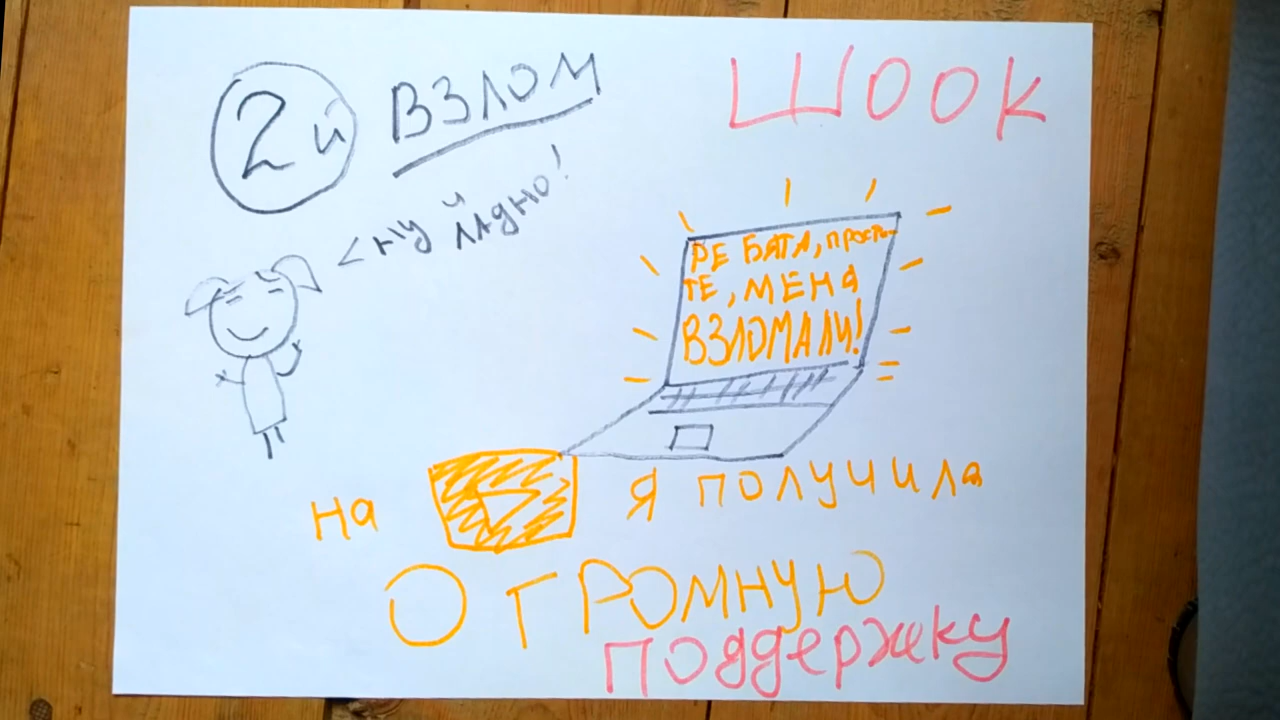 2й ВЗЛОМ
ШООК
<НУ Й ЛАДНО!
РЕБЯТА, прости-
ТЕ, МЕНЯ
ВЗЛОМАЛИ!
на я получила
ОГРОМНУЮ
поддержку